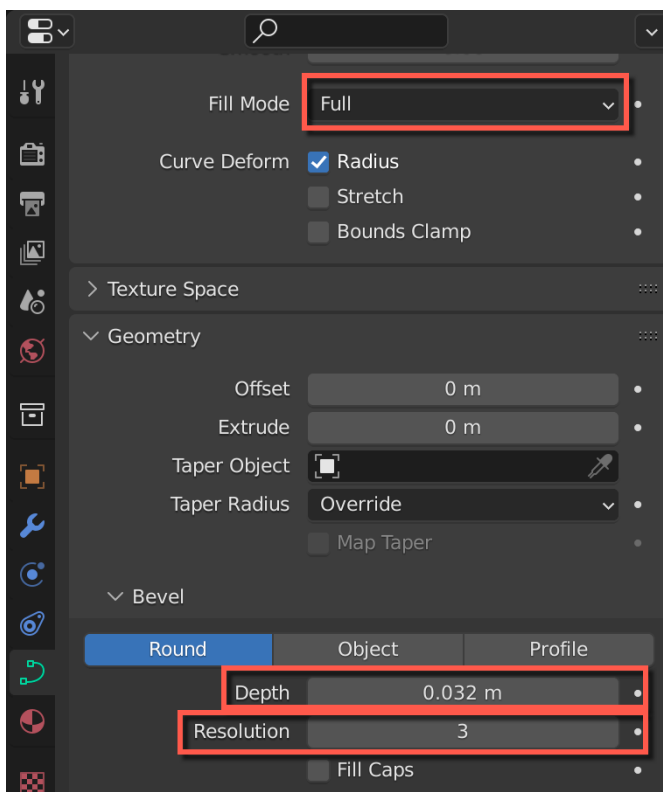 Fill Mode Full
Curve Deform Radius
Stretch
Bounds Clamp
Texture Space
Geometry
Offset 0 m
Extrude 0 m
Taper Object
Taper Radius Override
Map Taper
Bevel
Round Object Profile
Depth 0.032 m
Resolution 3
Fill Caps